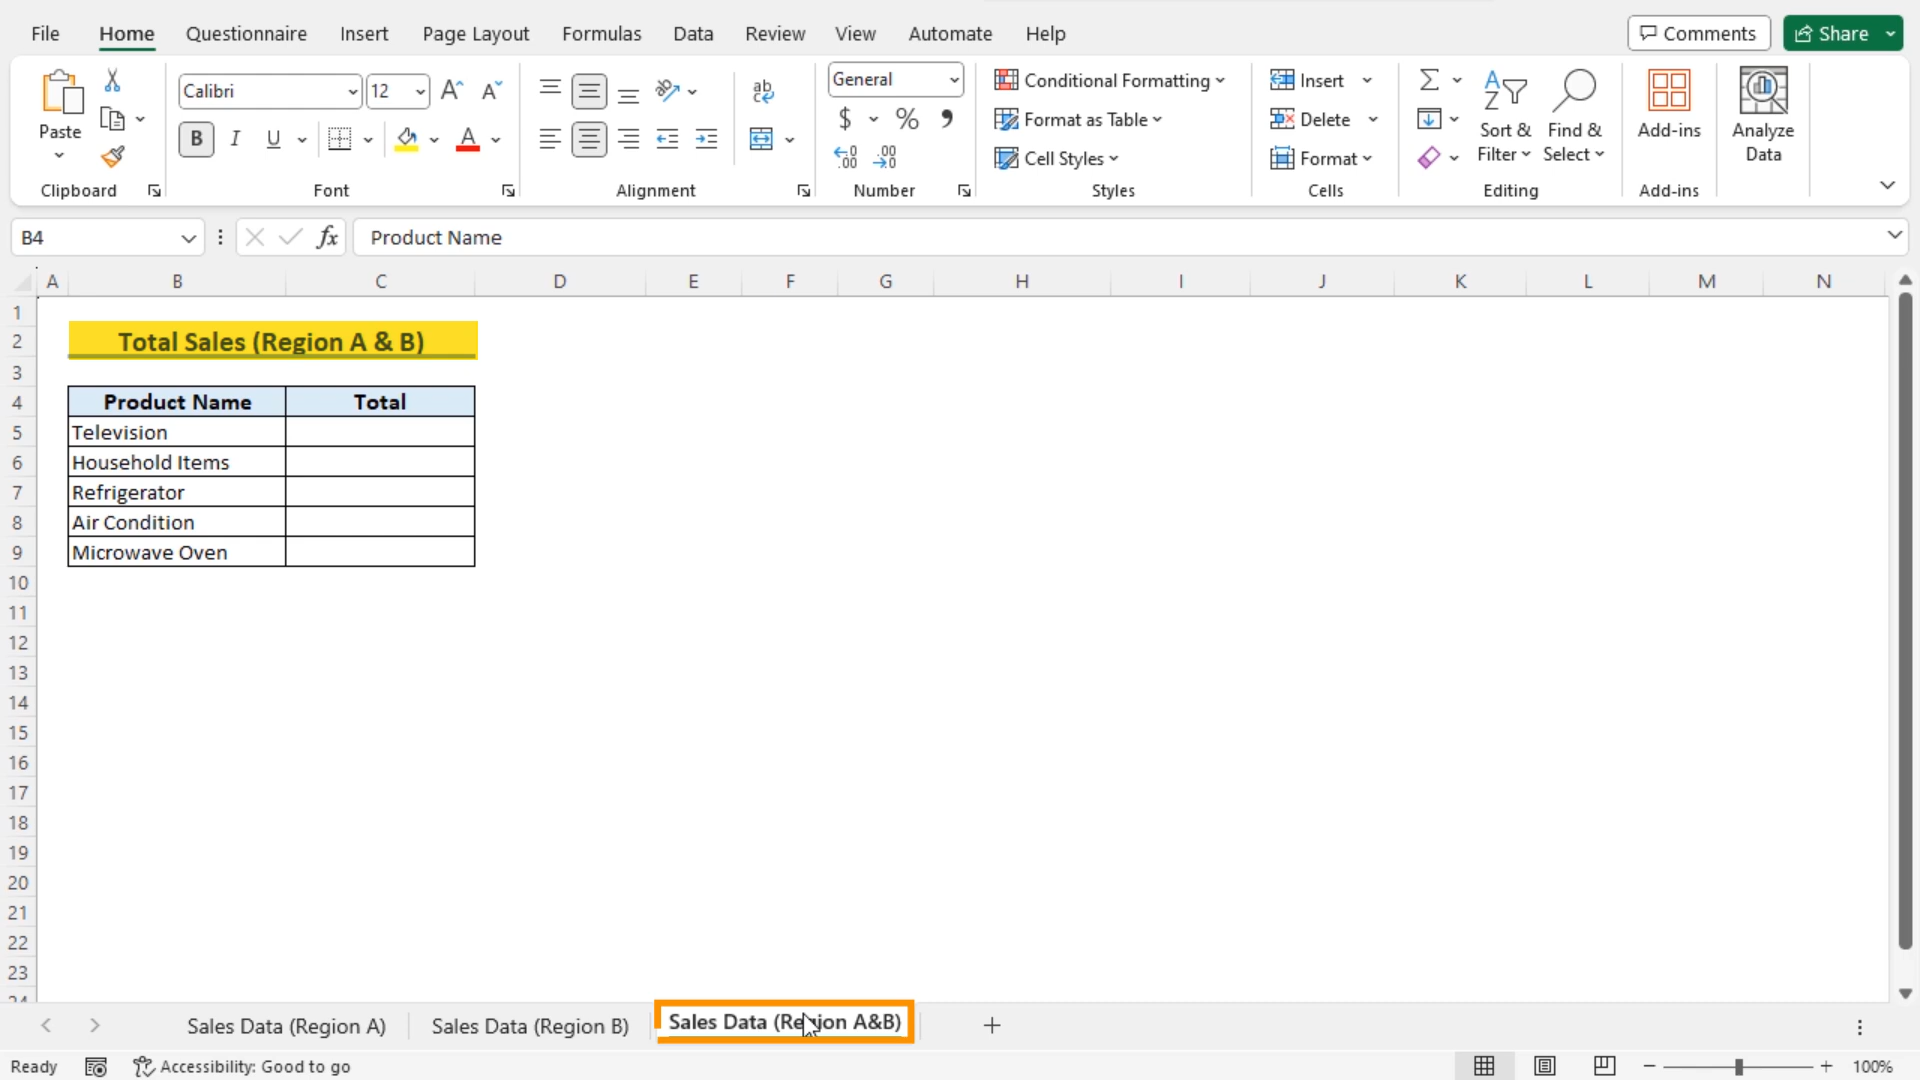 File Home Questionnaire Insert Page Layout Formulas Data Review View Automate Help Comments Share
Calibri 12 General Conditional Formatting Insert
Paste $ % Format as Table Delete Sort & Filter Find & Select Add-ins Analyze Data
B I U A Cell Styles Format
Clipboard Font Alignment Number Styles Cells Editing Add-ins
B4 fx Product Name
A B C D E F G H I J K L M N
1
2 Total Sales (Region A & B)
3
4 Product Name Total
5 Television
6 Household Items
7 Refrigerator
8 Air Condition
9 Microwave Oven
10
11
12
13
14
15
16
17
18
19
20
21
22
23
24
Sales Data (Region A) Sales Data (Region B) Sales Data (Region A&B)
Ready Accessibility: Good to go 100%